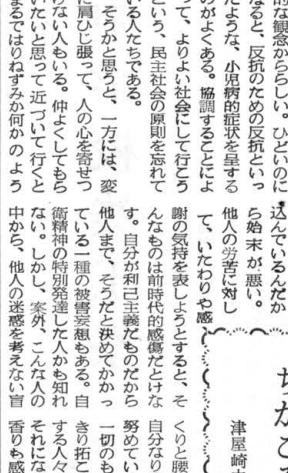 的な観念かららしい。ひどいのに
なると、反抗のための反抗といっ
たような、小児病的症状を呈する
のがよくある。協調することによ
って、よりよい社会にして行こう
という、民主社会の原則を忘れて
いる人たちである。
そうかと思うと、一方には、変
に肩ひじ張って、人の心を寄せつ
けない人もいる。仲よくしてもら
いたいと思って近づいて行くと
まるではりねずみか何かのよう
込んでいるんだか
ら始末が悪い。
他人の労苦に対し
て、いたわりや感
謝の気持を表しようとすると、そ
んなものは前時代的感傷だとけな
す。自分が利己主義だものだから
他人まで、そうだと決めてかかっ
ている一種の被害妄想もある。自
衛精神の特別発達した人かも知れ
ない。しかし、案外、こんな人の
中から、他人の迷惑を考えない盲
ちがこ
津屋崎
くりと腰
自分なり
努めてい
一切のも
きり拓こ
する人々
それにな
香りも感